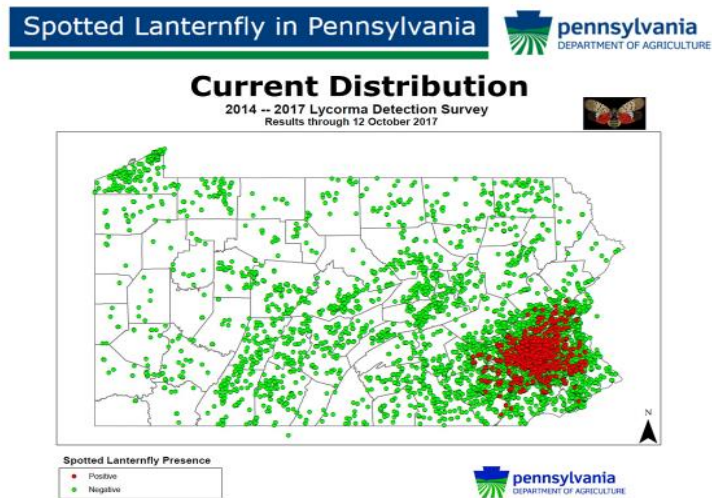 Spotted Lanternfly in Pennsylvania
pennsylvania
DEPARTMENT OF AGRICULTURE
Current Distribution
2014 -- 2017 Lycorma Detection Survey
Results through 12 October 2017
N
Spotted Lanternfly Presence
Positive
Negative
pennsylvania
DEPARTMENT OF AGRICULTURE